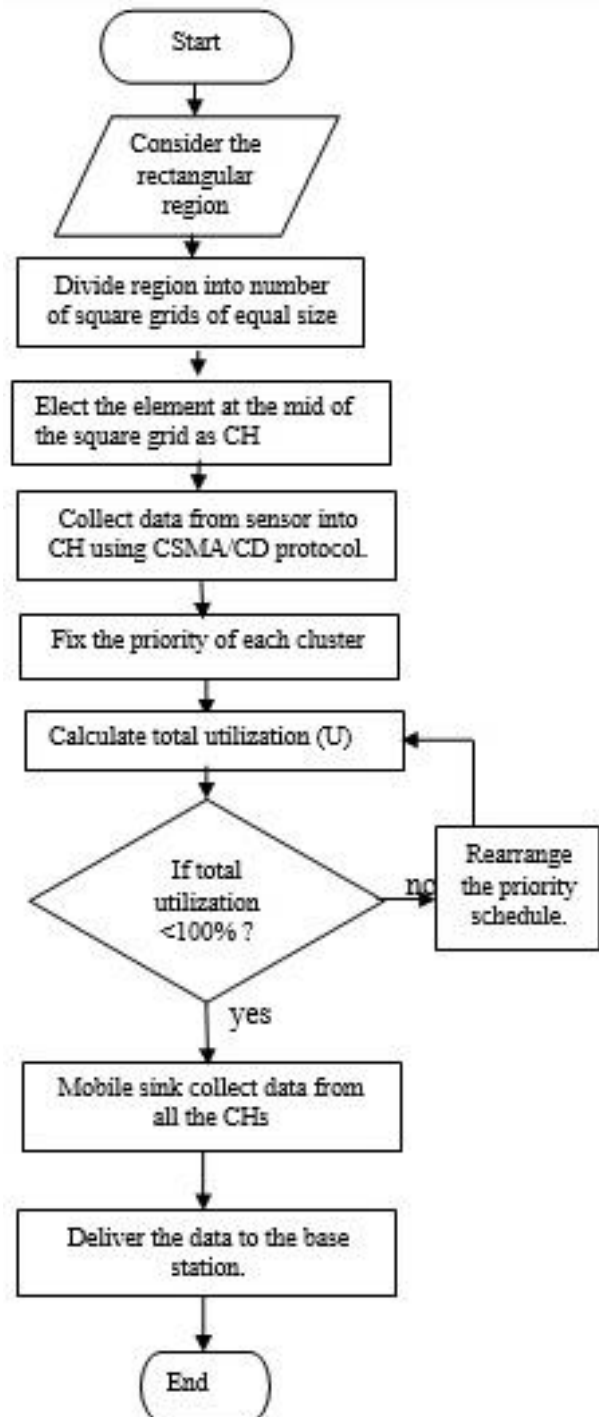 Start
Consider the
rectangular
region
Divide region into number
of square grids of equal size
Elect the element at the mid of
the square grid as CH
Collect data from sensor into
CH using CSMA/CD protocol.
Fix the priority of each cluster
Calculate total utilization (U)
If total
utilization
<100% ?
no
Rearrange
the priority
schedule.
yes
Mobile sink collect data from
all the CHs
Deliver the data to the base
station.
End